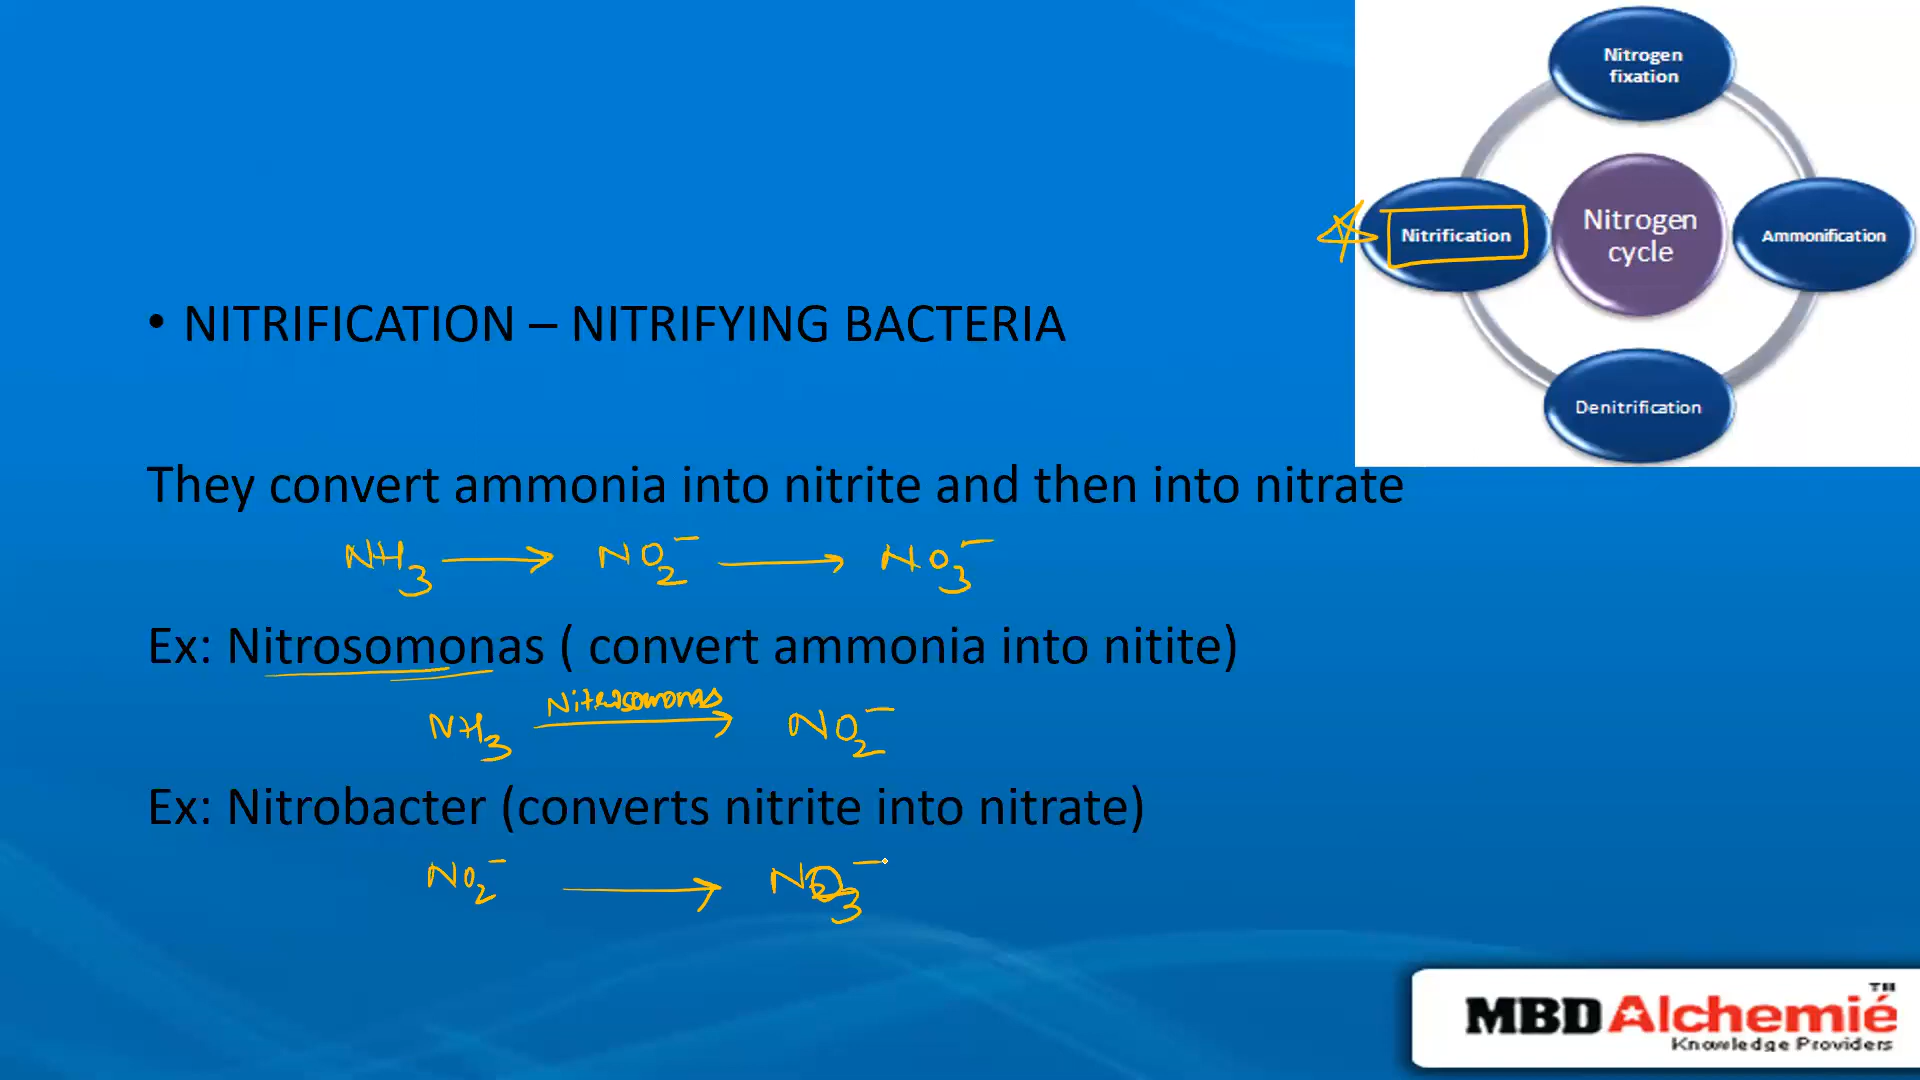 Nitrogen
fixation
Nitrification
Nitrogen
cycle
Ammonification
Denitrification
• NITRIFICATION – NITRIFYING BACTERIA
They convert ammonia into nitrite and then into nitrate
NH₃ → NO₂⁻ → NO₃⁻
Ex: Nitrosomonas ( convert ammonia into nitite)
Nitrosomonas
NH₃ → NO₂⁻
Ex: Nitrobacter (converts nitrite into nitrate)
NO₂⁻ → NO₃⁻
MBD Alchemié TM
Knowledge Providers